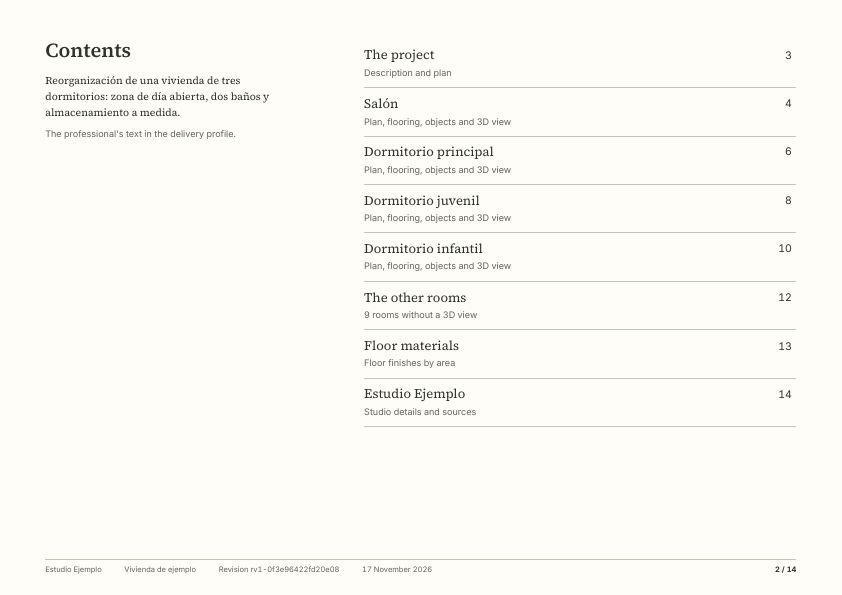 Contents
Reorganización de una vivienda de tres
dormitorios: zona de día abierta, dos baños y
almacenamiento a medida.
The professional's text in the delivery profile.
The project 3
Description and plan
Salón 4
Plan, flooring, objects and 3D view
Dormitorio principal 6
Plan, flooring, objects and 3D view
Dormitorio juvenil 8
Plan, flooring, objects and 3D view
Dormitorio infantil 10
Plan, flooring, objects and 3D view
The other rooms 12
9 rooms without a 3D view
Floor materials 13
Floor finishes by area
Estudio Ejemplo 14
Studio details and sources
Estudio Ejemplo Vivienda de ejemplo Revision rv1-0f3e96422fd20e08 17 November 2026 2 / 14